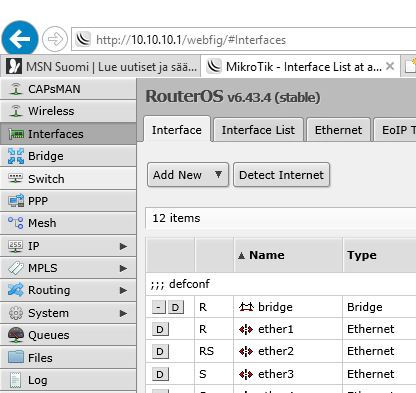 http://10.10.10.1/webfig/#Interfaces
MSN Suomi | Lue uutiset ja sää...
MikroTik - Interface List at a...
CAPsMAN
Wireless
Interfaces
Bridge
Switch
PPP
Mesh
IP
MPLS
Routing
System
Queues
Files
Log
RouterOS v6.43.4 (stable)
Interface
Interface List
Ethernet
EoIP T
Add New
Detect Internet
12 items
Name Type
;;; defconf
- D R bridge Bridge
D R ether1 Ethernet
D RS ether2 Ethernet
D S ether3 Ethernet